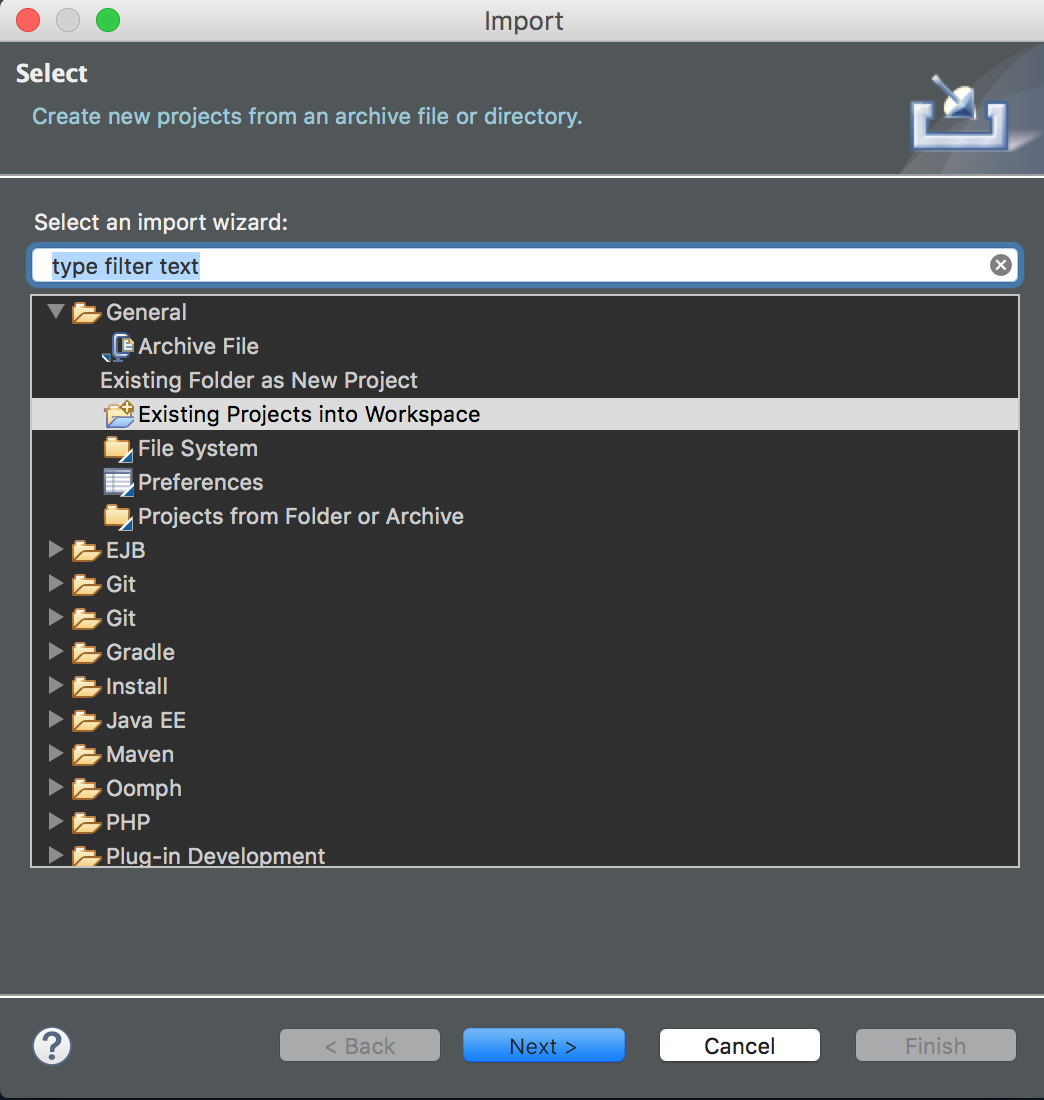 Import
Select
Create new projects from an archive file or directory.
Select an import wizard:
type filter text
General
Archive File
Existing Folder as New Project
Existing Projects into Workspace
File System
Preferences
Projects from Folder or Archive
EJB
Git
Git
Gradle
Install
Java EE
Maven
Oomph
PHP
Plug-in Development
? < Back Next > Cancel Finish